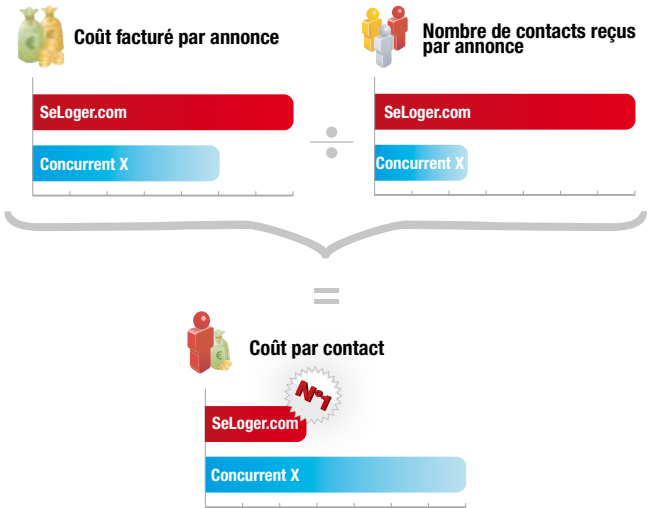 Coût facturé par annonce
SeLoger.com
Concurrent X
÷
Nombre de contacts reçus
par annonce
SeLoger.com
Concurrent X
=
Coût par contact
N°1
SeLoger.com
Concurrent X